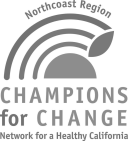 Northcoast Region
CHAMPIONS
for CHANGE
Network for a Healthy California